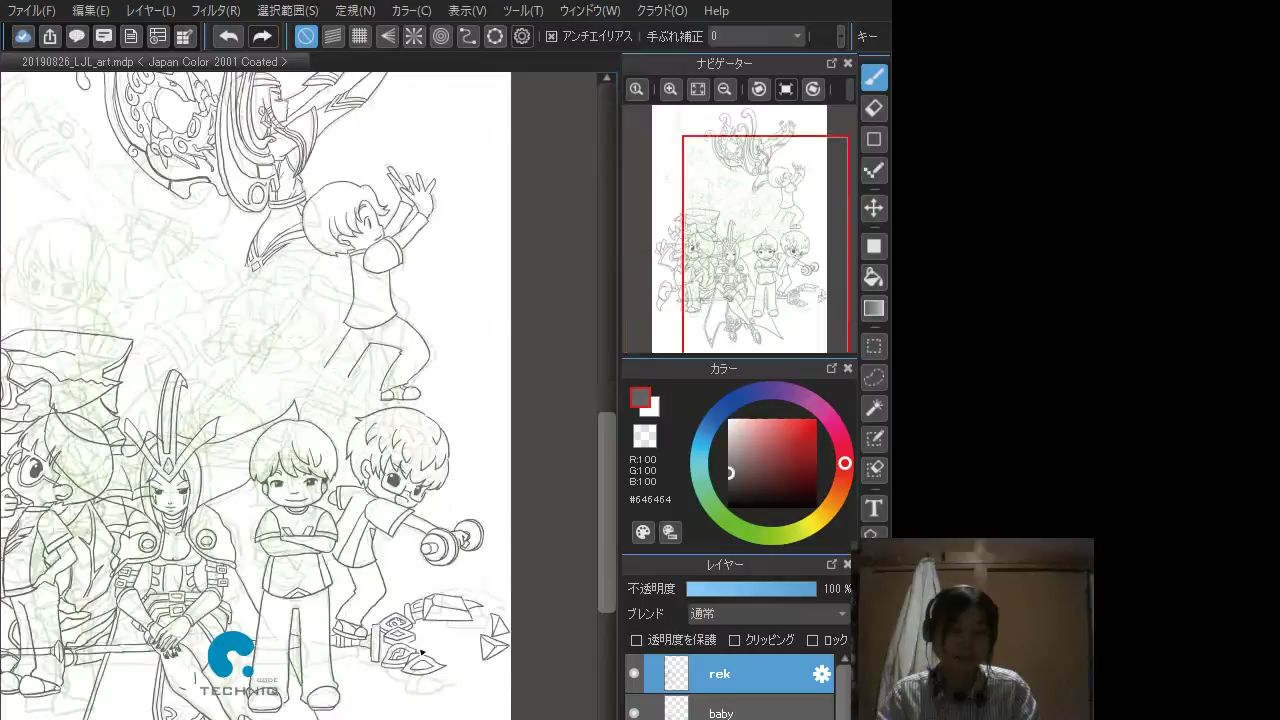 ファイル(F) 編集(E) レイヤー(L) フィルタ(R) 選択範囲(S) 定規(N) カラー(C) 表示(V) ツール(T) ウィンドウ(W) クラウド(O) Help
アンチエイリアス 手ぶれ補正 0 キー
20190826_LJL_art.mdp < Japan Color 2001 Coated >
ナビゲーター
カラー
R:100
G:100
B:100
#646464
レイヤー
不透明度 100 %
ブレンド 通常
透明度を保護 クリッピング ロック
rek
baby
T
CODE
TECHNIQ